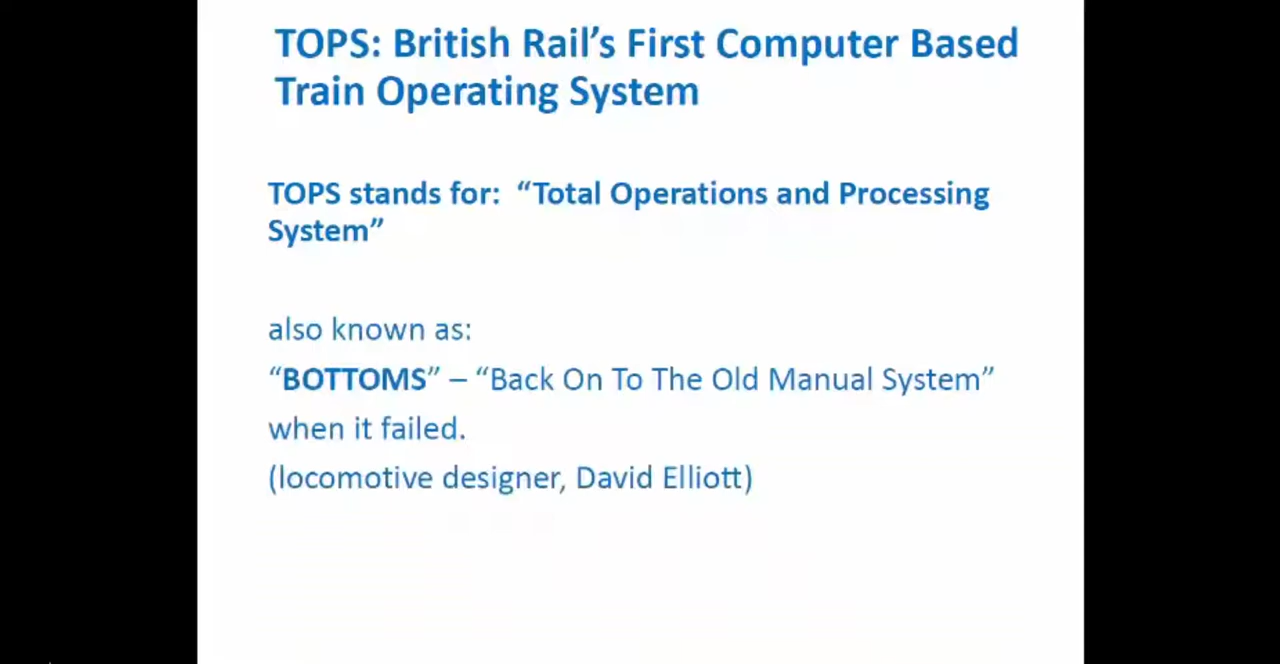 TOPS: British Rail’s First Computer Based
Train Operating System
TOPS stands for:  “Total Operations and Processing
System”
also known as:
“BOTTOMS” – “Back On To The Old Manual System”
when it failed.
(locomotive designer, David Elliott)